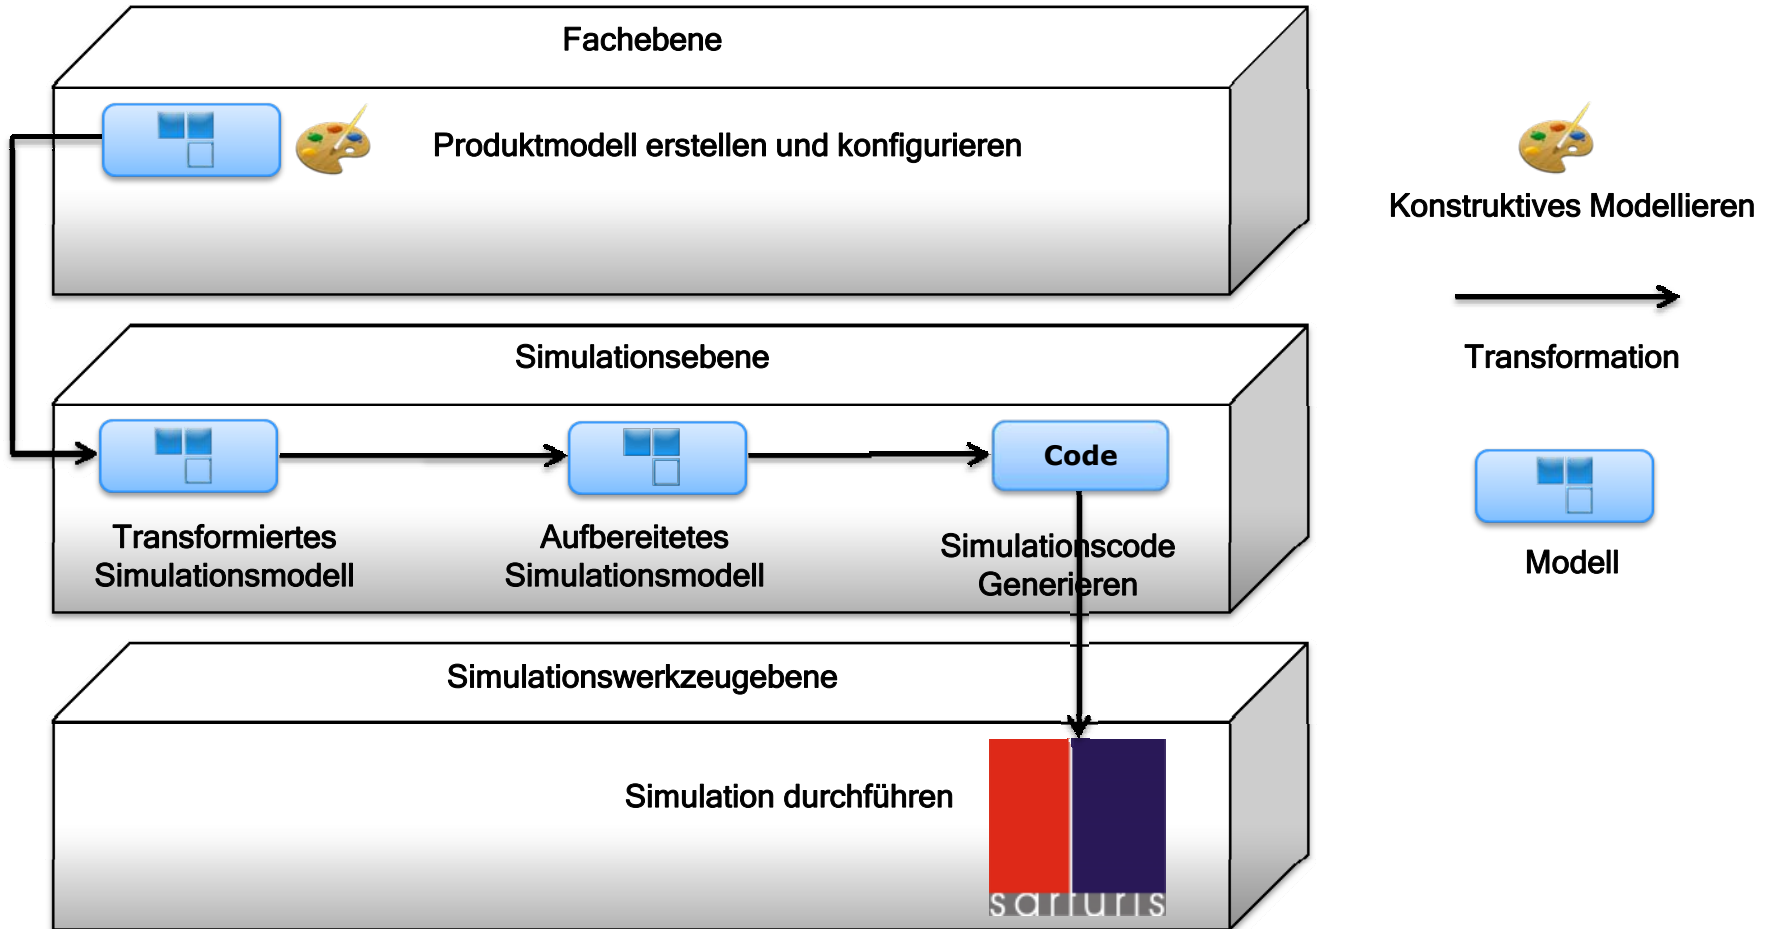 Fachebene
Produktmodell erstellen und konfigurieren
Konstruktives Modellieren
Transformation
Simulationsebene
Code
Transformiertes
Simulationsmodell
Aufbereitetes
Simulationsmodell
Simulationscode
Generieren
Modell
Simulationswerkzeugebene
Simulation durchführen
sarturis